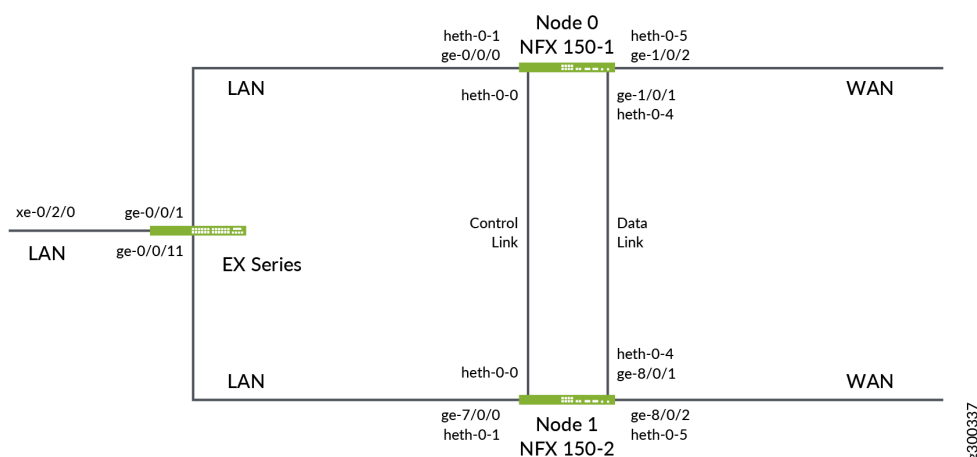 Node 0
NFX 150-1
heth-0-1
ge-0/0/0
heth-0-5
ge-1/0/2
LAN
heth-0-0
ge-1/0/1
heth-0-4
WAN
xe-0/2/0
ge-0/0/1
LAN
ge-0/0/11
EX Series
Control
Link
Data
Link
LAN
heth-0-0
heth-0-4
ge-8/0/1
WAN
ge-7/0/0
heth-0-1
Node 1
NFX 150-2
ge-8/0/2
heth-0-5
g300337